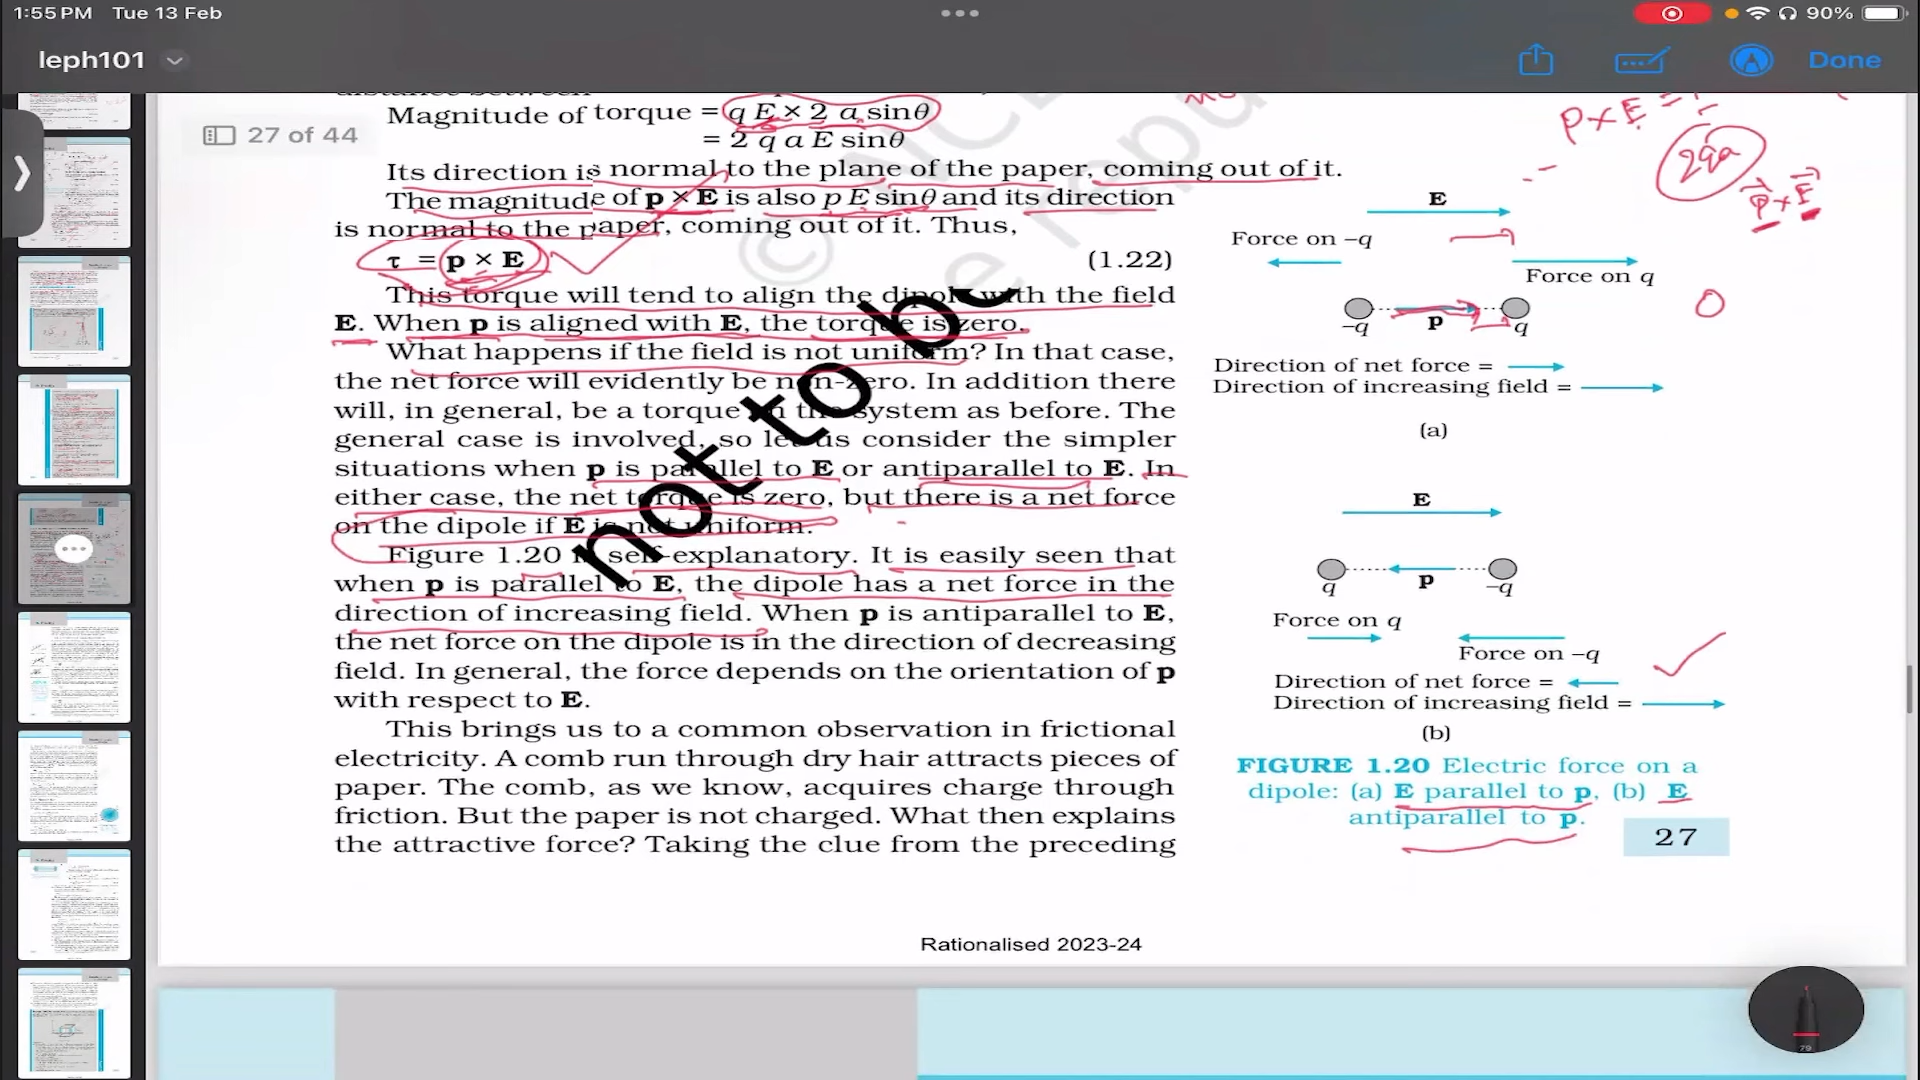 1:55 PM Tue 13 Feb
90%
leph101
Done
27 of 44
distance between
Magnitude of torque = q E × 2 a sinθ
= 2 q a E sinθ
Its direction is normal to the plane of the paper, coming out of it.
The magnitude of p × E is also p E sinθ and its direction
is normal to the paper, coming out of it. Thus,
τ = p × E (1.22)
This torque will tend to align the dipole with the field
E. When p is aligned with E, the torque is zero.
What happens if the field is not uniform? In that case,
the net force will evidently be non-zero. In addition there
will, in general, be a torque on the system as before. The
general case is involved, so let us consider the simpler
situations when p is parallel to E or antiparallel to E. In
either case, the net torque is zero, but there is a net force
on the dipole if E is not uniform.
Figure 1.20 is self-explanatory. It is easily seen that
when p is parallel to E, the dipole has a net force in the
direction of increasing field. When p is antiparallel to E,
the net force on the dipole is in the direction of decreasing
field. In general, the force depends on the orientation of p
with respect to E.
This brings us to a common observation in frictional
electricity. A comb run through dry hair attracts pieces of
paper. The comb, as we know, acquires charge through
friction. But the paper is not charged. What then explains
the attractive force? Taking the clue from the preceding
not to be
p × E =
2qa
p × E
E
Force on –q
Force on q
–q p q
0
Direction of net force =
Direction of increasing field =
(a)
E
q p –q
Force on q
Force on –q
Direction of net force =
Direction of increasing field =
(b)
FIGURE 1.20 Electric force on a
dipole: (a) E parallel to p, (b) E
antiparallel to p.
27
Rationalised 2023-24
79